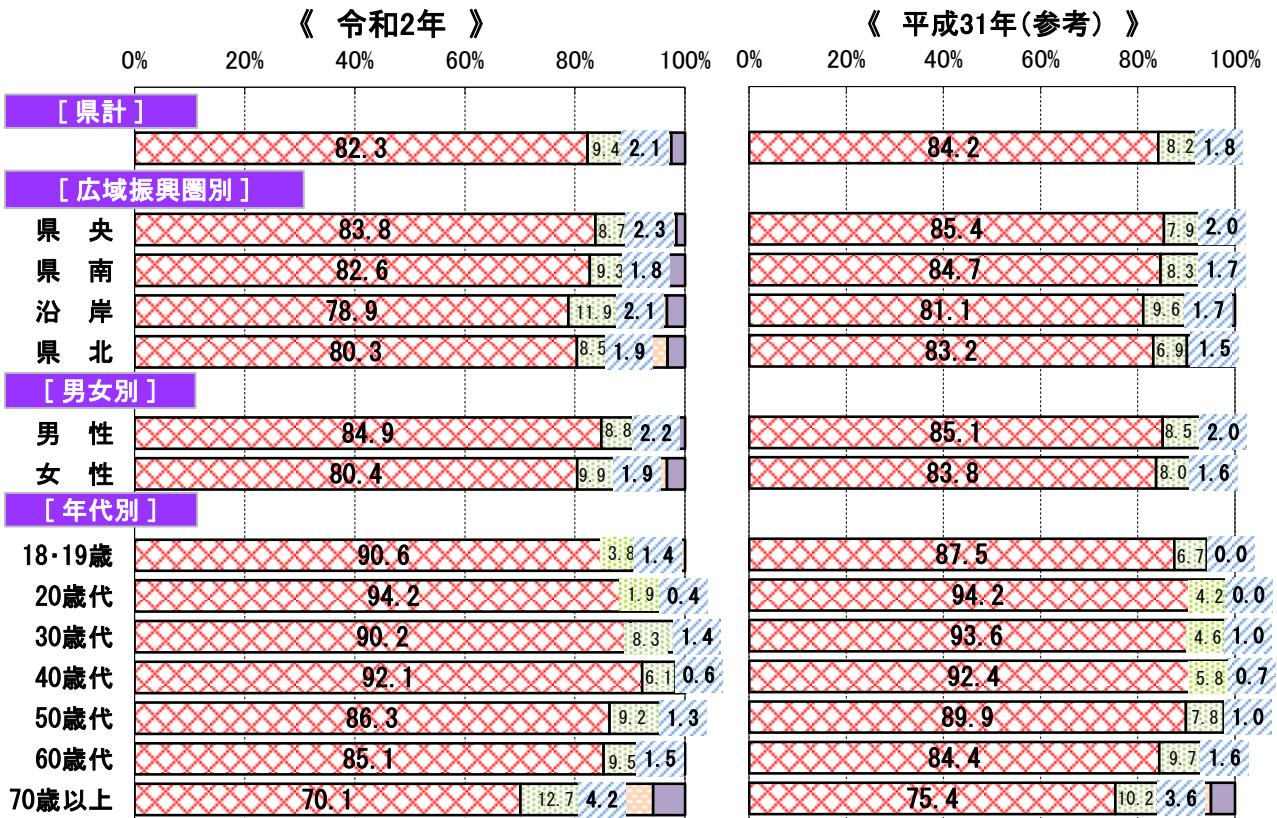 《 令和2年 》 《 平成31年(参考) 》
0% 20% 40% 60% 80% 100% 0% 20% 40% 60% 80% 100%
[ 県計 ]
82.3 9.4 2.1 84.2 8.2 1.8
[ 広域振興圏別 ]
県 央 83.8 8.7 2.3 85.4 7.9 2.0
県 南 82.6 9.3 1.8 84.7 8.3 1.7
沿 岸 78.9 11.9 2.1 81.1 9.6 1.7
県 北 80.3 8.5 1.9 83.2 6.9 1.5
[ 男女別 ]
男 性 84.9 8.8 2.2 85.1 8.5 2.0
女 性 80.4 9.9 1.9 83.8 8.0 1.6
[ 年代別 ]
18・19歳 90.6 3.8 1.4 87.5 6.7 0.0
20歳代 94.2 1.9 0.4 94.2 4.2 0.0
30歳代 90.2 8.3 1.4 93.6 4.6 1.0
40歳代 92.1 6.1 0.6 92.4 5.8 0.7
50歳代 86.3 9.2 1.3 89.9 7.8 1.0
60歳代 85.1 9.5 1.5 84.4 9.7 1.6
70歳以上 70.1 12.7 4.2 75.4 10.2 3.6